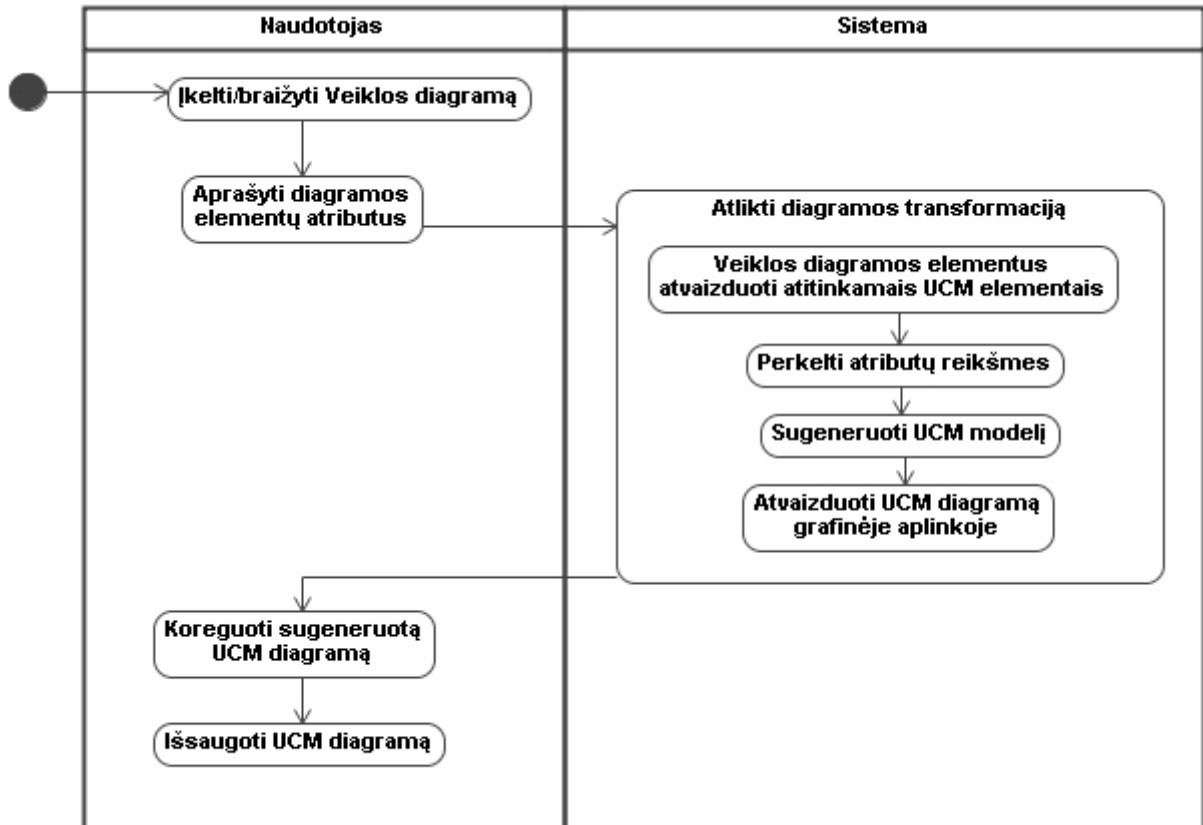 Naudotojas
Sistema
Įkelti/braižyti Veiklos diagramą
Aprašyti diagramos
elementų atributus
Atlikti diagramos transformaciją
Veiklos diagramos elementus
atvaizduoti atitinkamais UCM elementais
Perkelti atributų reikšmes
Sugeneruoti UCM modelį
Atvaizduoti UCM diagramą
grafinėje aplinkoje
Koreguoti sugeneruotą
UCM diagramą
Išsaugoti UCM diagramą